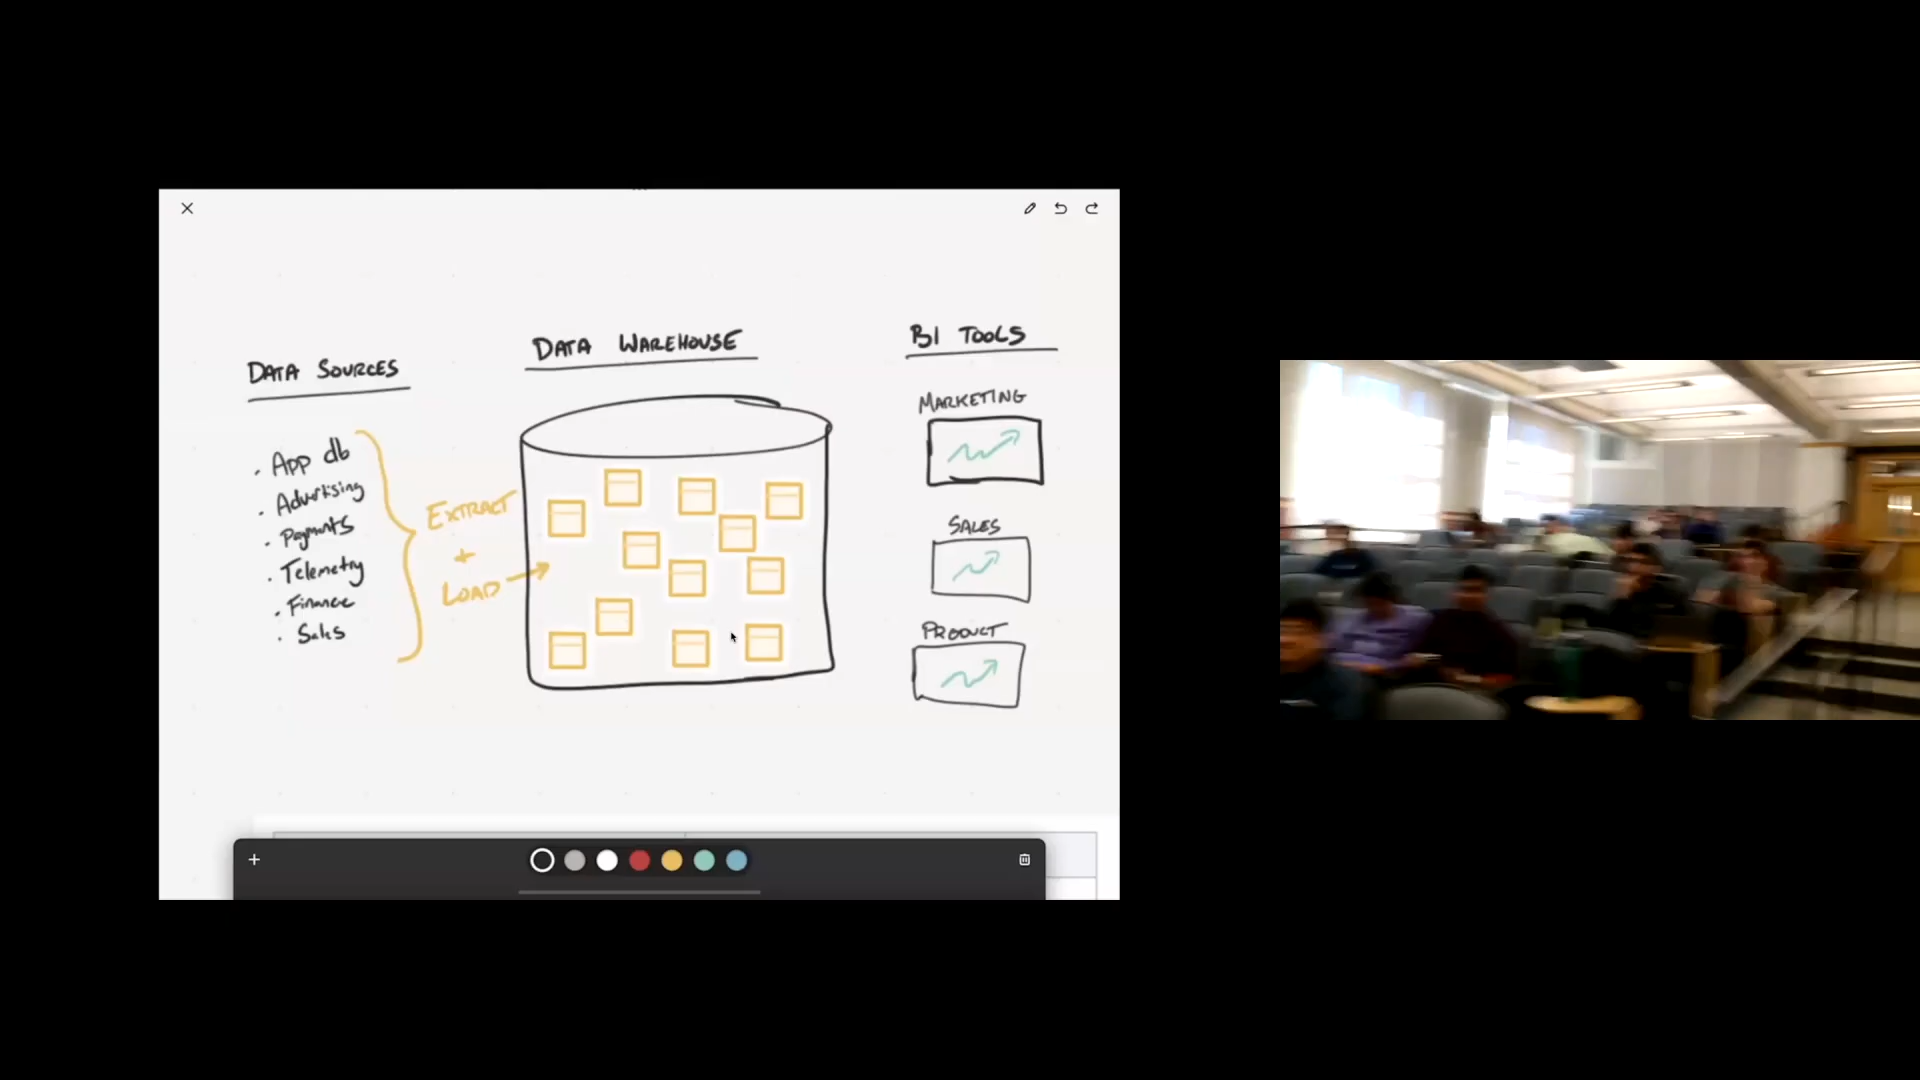 DATA SOURCES
· App db
· Advertising
· Payments
· Telemetry
· Finance
· Sales
EXTRACT
+
LOAD
DATA WAREHOUSE
BI TOOLS
MARKETING
SALES
PRODUCT